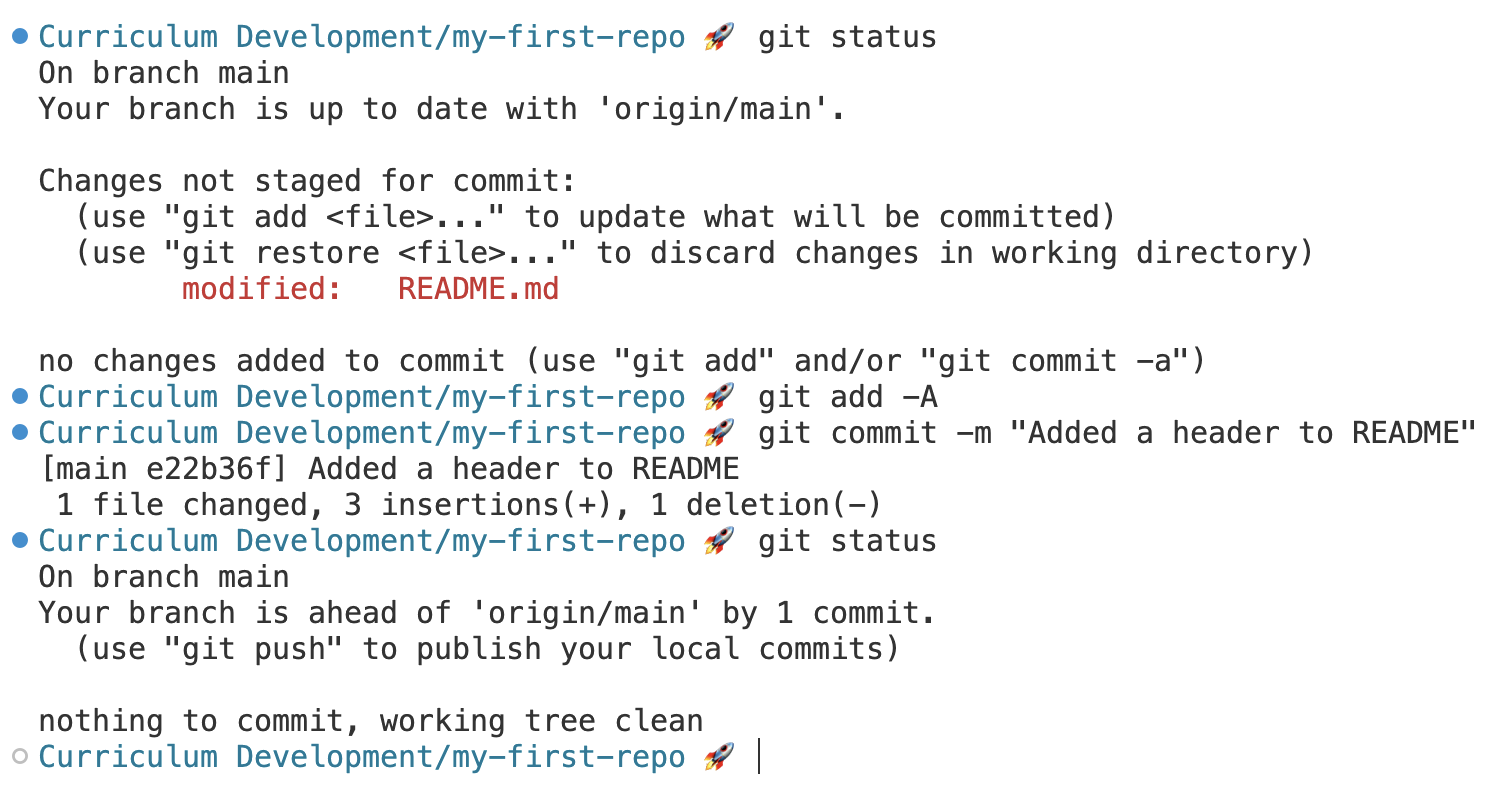 Curriculum Development/my-first-repo 🚀 git status
On branch main
Your branch is up to date with 'origin/main'.

Changes not staged for commit:
  (use "git add <file>..." to update what will be committed)
  (use "git restore <file>..." to discard changes in working directory)
        modified:   README.md

no changes added to commit (use "git add" and/or "git commit -a")
Curriculum Development/my-first-repo 🚀 git add -A
Curriculum Development/my-first-repo 🚀 git commit -m "Added a header to README"
[main e22b36f] Added a header to README
 1 file changed, 3 insertions(+), 1 deletion(-)
Curriculum Development/my-first-repo 🚀 git status
On branch main
Your branch is ahead of 'origin/main' by 1 commit.
  (use "git push" to publish your local commits)

nothing to commit, working tree clean
Curriculum Development/my-first-repo 🚀